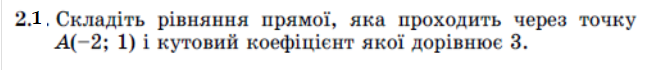 2.1. Складіть рівняння прямої, яка проходить через точку
A(−2; 1) і кутовий коефіцієнт якої дорівнює 3.